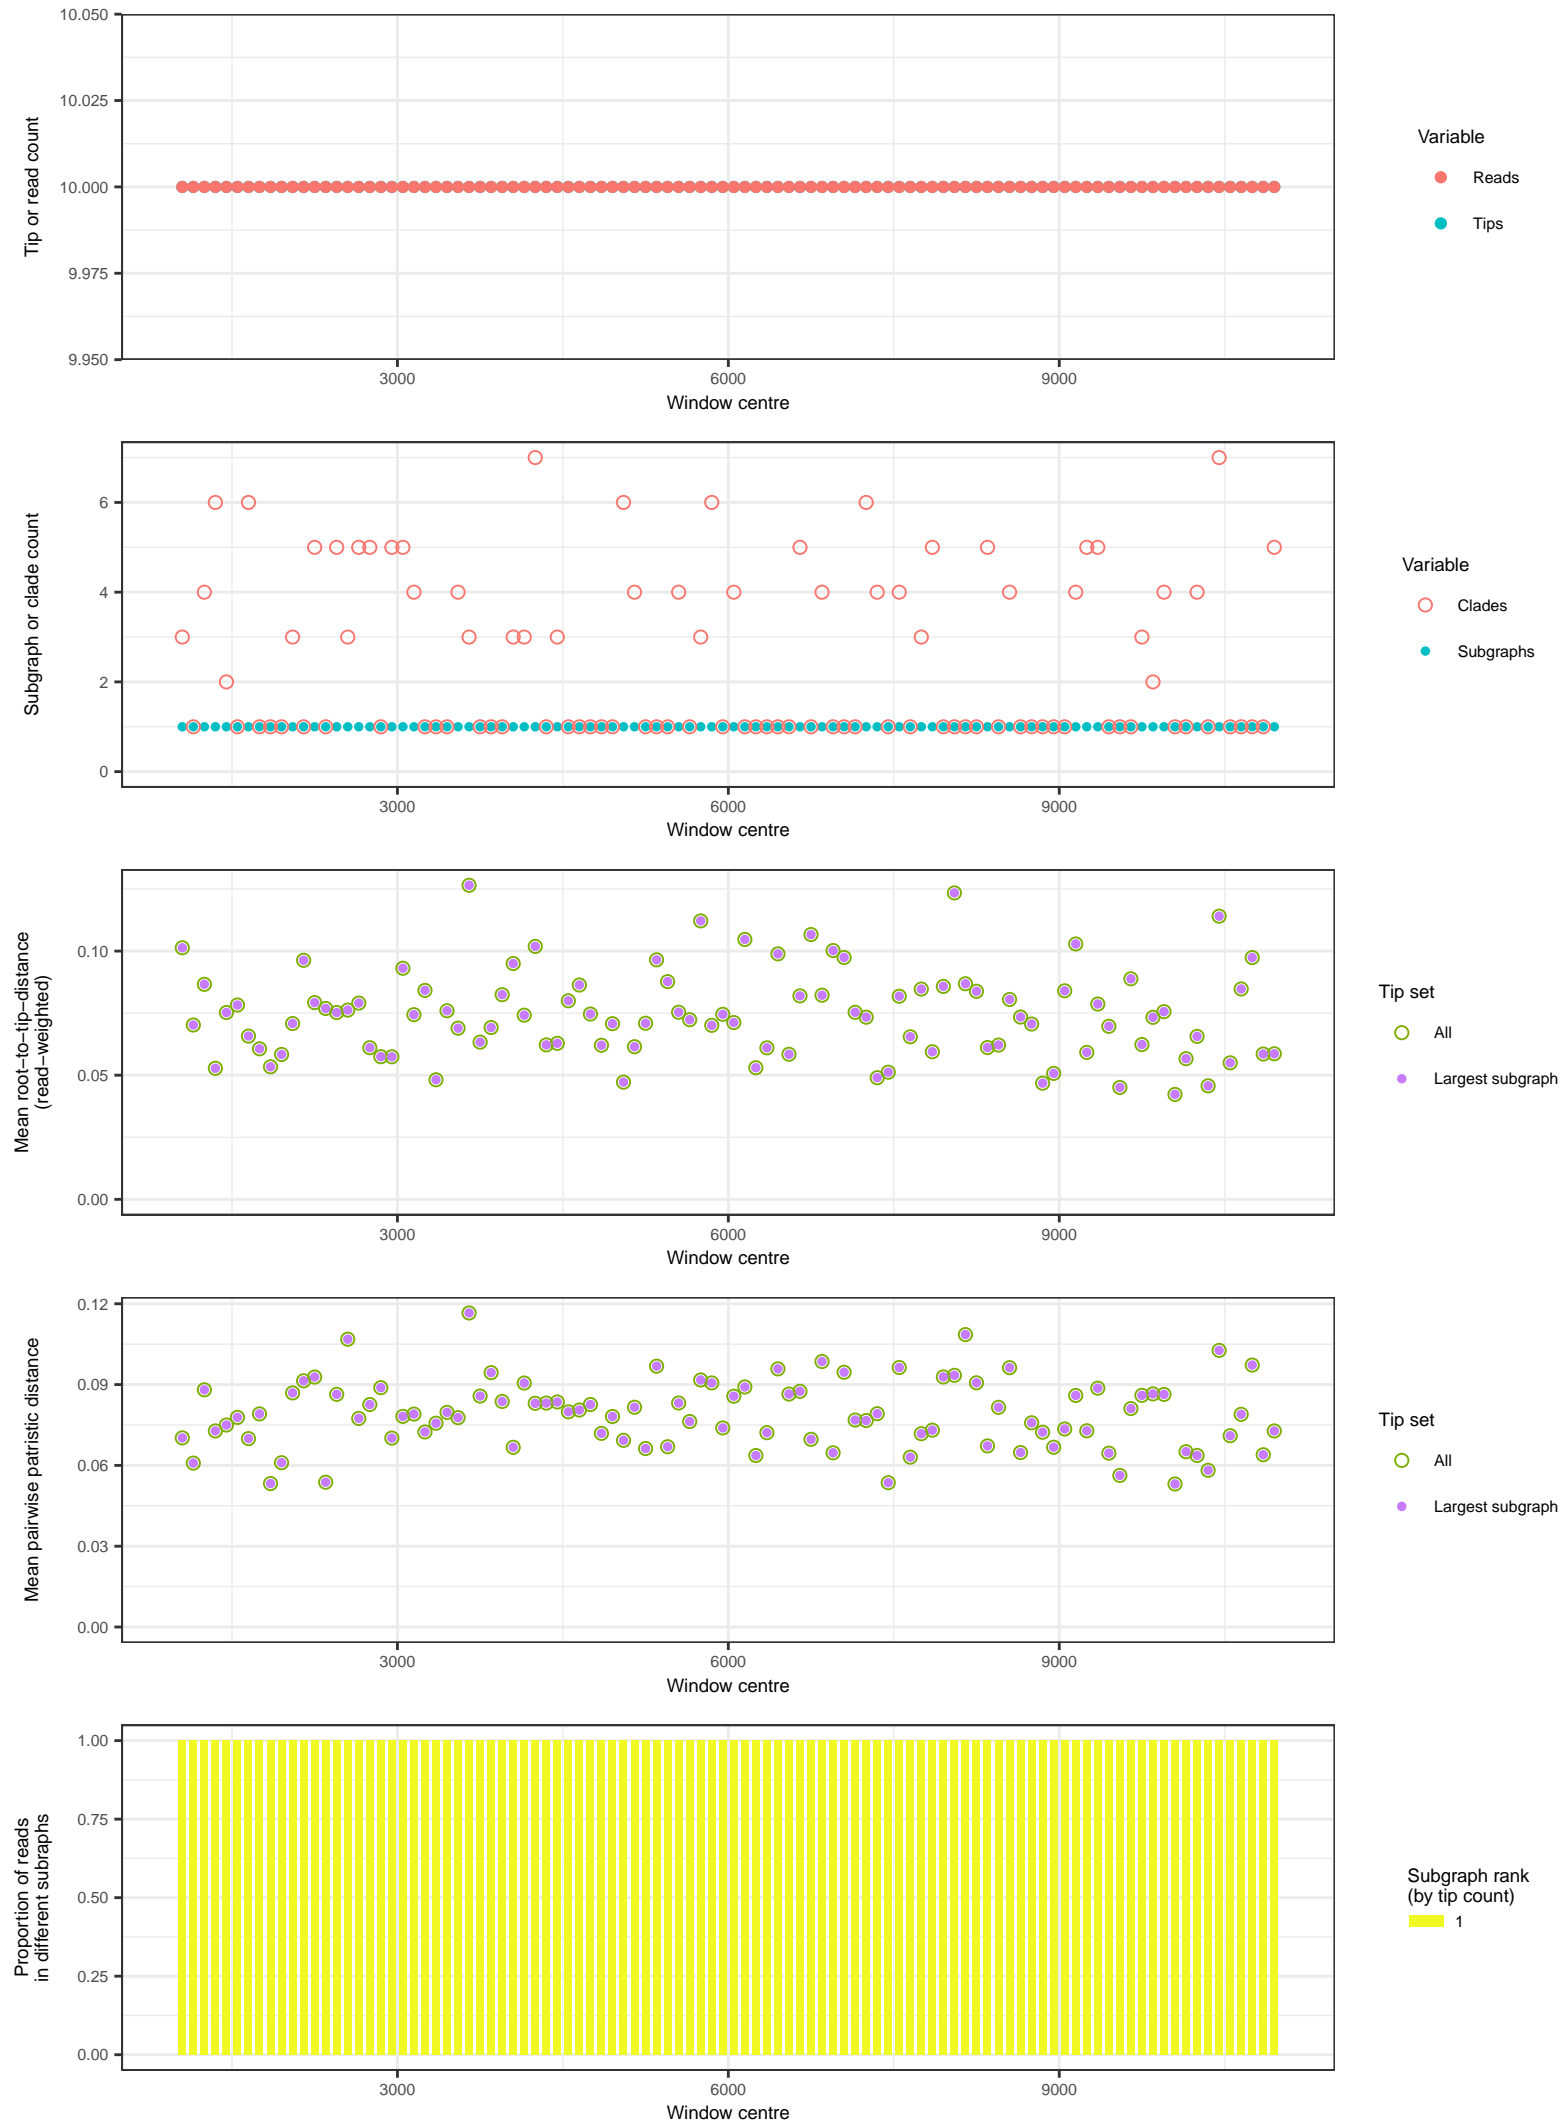 10.050
10.025
10.000
9.975
9.950
Tip or read count
3000
6000
9000
Window centre
Variable
Reads
Tips
6
4
2
0
Subgraph or clade count
3000
6000
9000
Window centre
Variable
Clades
Subgraphs
0.10
0.05
0.00
Mean root−to−tip−distance
(read−weighted)
3000
6000
9000
Window centre
Tip set
All
Largest subgraph
0.12
0.09
0.06
0.03
0.00
Mean pairwise patristic distance
3000
6000
9000
Window centre
Tip set
All
Largest subgraph
1.00
0.75
0.50
0.25
0.00
Proportion of reads
in different subraphs
3000
6000
9000
Window centre
Subgraph rank
(by tip count)
1